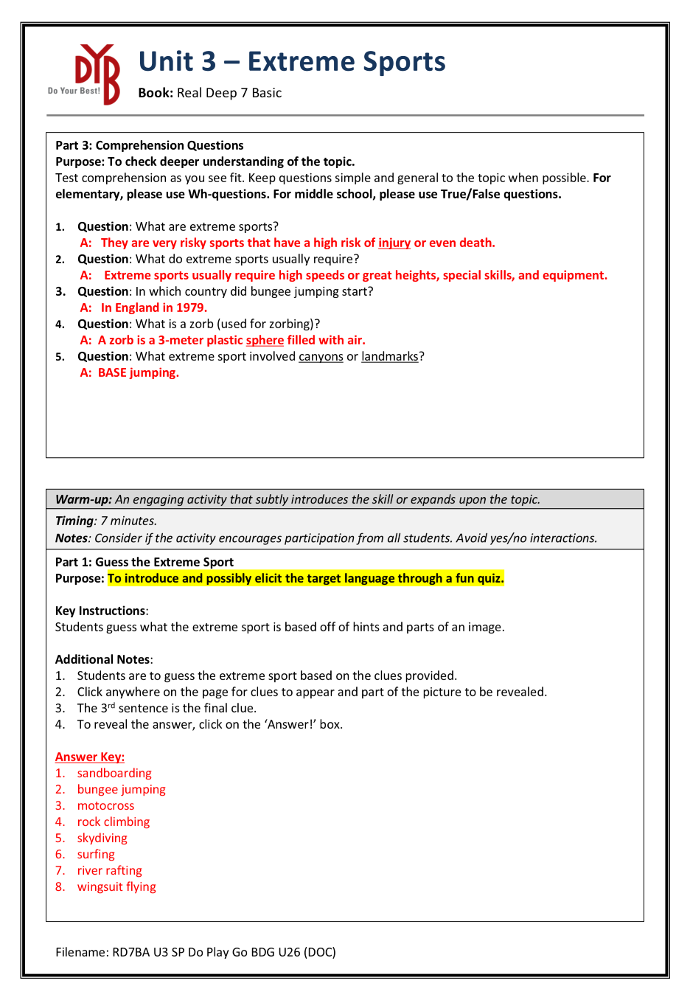 DYB
Do Your Best!
Unit 3 – Extreme Sports
Book: Real Deep 7 Basic
Part 3: Comprehension Questions
Purpose: To check deeper understanding of the topic.
Test comprehension as you see fit. Keep questions simple and general to the topic when possible. For
elementary, please use Wh-questions. For middle school, please use True/False questions.
1. Question: What are extreme sports?
A: They are very risky sports that have a high risk of injury or even death.
2. Question: What do extreme sports usually require?
A: Extreme sports usually require high speeds or great heights, special skills, and equipment.
3. Question: In which country did bungee jumping start?
A: In England in 1979.
4. Question: What is a zorb (used for zorbing)?
A: A zorb is a 3-meter plastic sphere filled with air.
5. Question: What extreme sport involved canyons or landmarks?
A: BASE jumping.
Warm-up: An engaging activity that subtly introduces the skill or expands upon the topic.
Timing: 7 minutes.
Notes: Consider if the activity encourages participation from all students. Avoid yes/no interactions.
Part 1: Guess the Extreme Sport
Purpose: To introduce and possibly elicit the target language through a fun quiz.
Key Instructions:
Students guess what the extreme sport is based off of hints and parts of an image.
Additional Notes:
1. Students are to guess the extreme sport based on the clues provided.
2. Click anywhere on the page for clues to appear and part of the picture to be revealed.
3. The 3rd sentence is the final clue.
4. To reveal the answer, click on the ‘Answer!’ box.
Answer Key:
1. sandboarding
2. bungee jumping
3. motocross
4. rock climbing
5. skydiving
6. surfing
7. river rafting
8. wingsuit flying
Filename: RD7BA U3 SP Do Play Go BDG U26 (DOC)